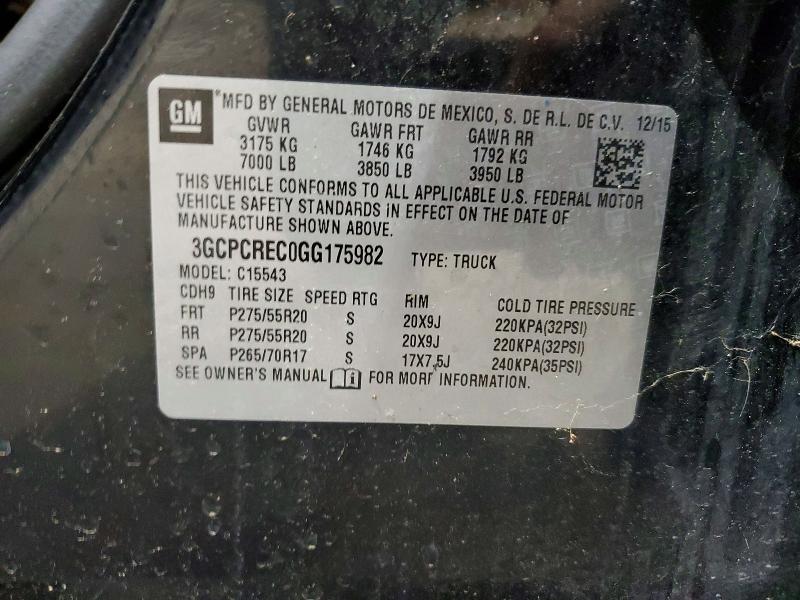 GM
*MFD BY GENERAL MOTORS DE MEXICO, S. DE R.L. DE C.V. 12/15
GVWR GAWR FRT GAWR RR
3175 KG 1746 KG 1792 KG
7000 LB 3850 LB 3950 LB
THIS VEHICLE CONFORMS TO ALL APPLICABLE U.S. FEDERAL MOTOR
VEHICLE SAFETY STANDARDS IN EFFECT ON THE DATE OF
MANUFACTURE SHOWN ABOVE.
3GCPCREC0GG175982 TYPE: TRUCK
MODEL: C15543
CDH9 TIRE SIZE SPEED RTG RIM COLD TIRE PRESSURE
FRT P275/55R20 S 20X9J 220KPA(32PSI)
RR P275/55R20 S 20X9J 220KPA(32PSI)
SPA P265/70R17 S 17X7.5J 240KPA(35PSI)
SEE OWNER'S MANUAL FOR MORE INFORMATION.